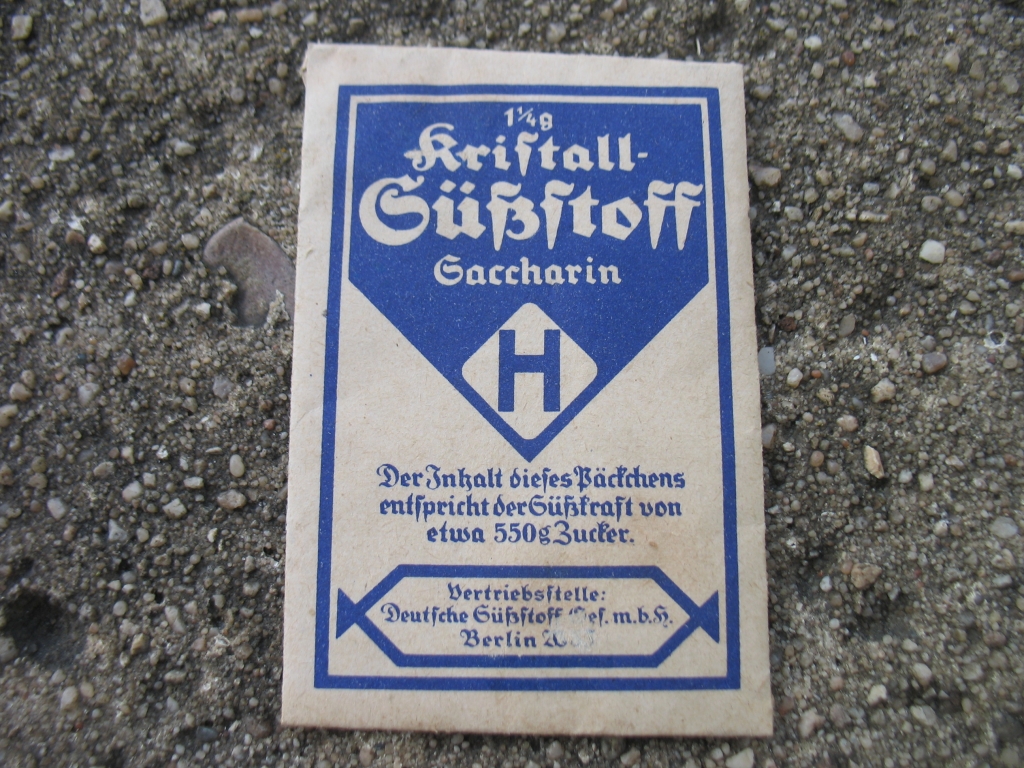 1¼g
Kriſtall-
Süßſtoff
Saccharin
H
Der Inhalt dieſes Päckchens
entſpricht der Süßkraft von
etwa 550g Zucker.
Vertriebsſtelle:
Deutſche Süßſtoff Geſ. m. b. H.
Berlin